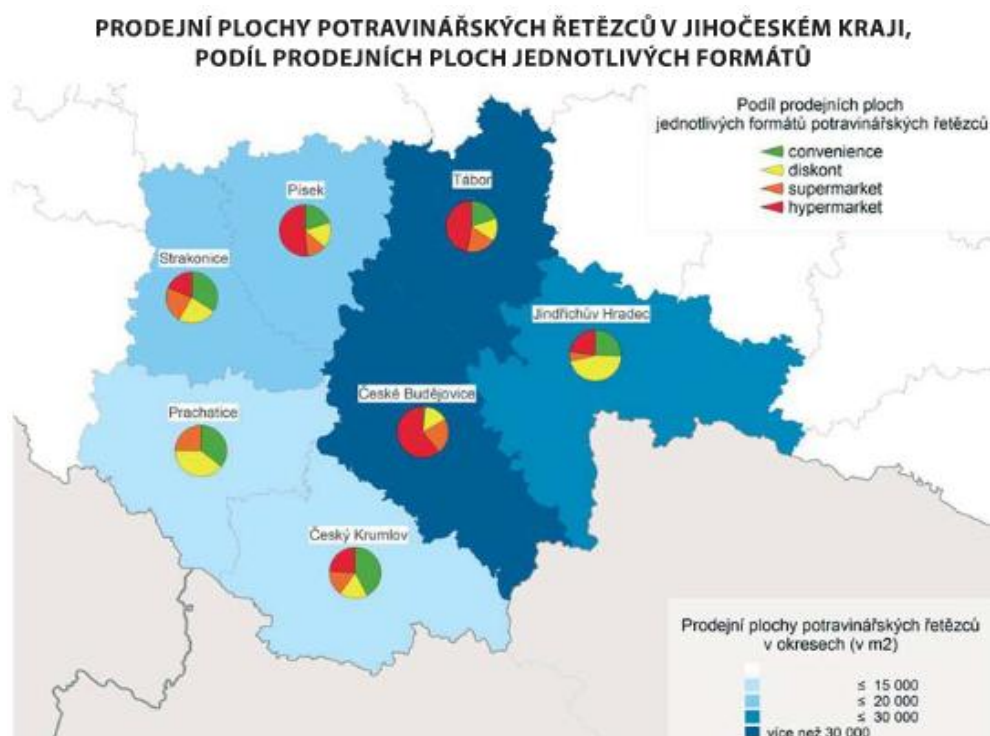 PRODEJNÍ PLOCHY POTRAVINÁŘSKÝCH ŘETĚZCŮ V JIHOČESKÉM KRAJI,
PODÍL PRODEJNÍCH PLOCH JEDNOTLIVÝCH FORMÁTŮ
Podíl prodejních ploch
jednotlivých formátů potravinářských řetězců
convenience
diskont
supermarket
hypermarket
Tábor
Písek
Strakonice
Jindřichův Hradec
České Budějovice
Prachatice
Český Krumlov
Prodejní plochy potravinářských řetězců
v okresech (v m2)
≤ 15 000
≤ 20 000
≤ 30 000
více než 30 000